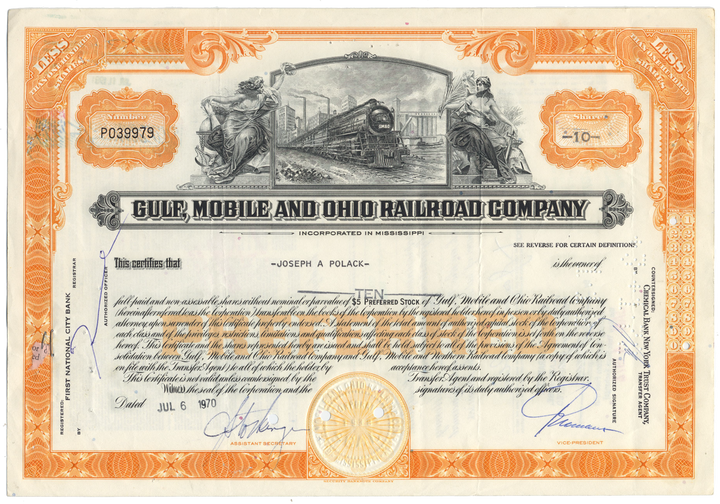 LESS
THAN ONE HUNDRED
SHARES
LESS
THAN ONE HUNDRED
SHARES
Number
P039979
Shares
-10-
GULF, MOBILE AND OHIO RAILROAD COMPANY
INCORPORATED IN MISSISSIPPI
SEE REVERSE FOR CERTAIN DEFINITIONS
This certifies that
-JOSEPH A POLACK-
is the owner of
TEN
full paid and non-assessable shares without nominal or par value of $5 PREFERRED STOCK of Gulf, Mobile and Ohio Railroad Company
(hereinafter referred to as the Corporation) transferable on the books of the Corporation by the registered holder hereof in person or by duly authorized
attorney upon surrender of this certificate properly endorsed. A statement of the total amount of authorized capital stock of the Corporation, of
each class and of the privileges, restrictions, limitations and qualifications affecting each class of stock of the Corporation is set forth on the reverse
hereof. This certificate and the shares represented hereby are issued and shall be held subject to all of the provisions of the Agreement of Con-
solidation between Gulf, Mobile and Ohio Railroad Company and Gulf, Mobile and Northern Railroad Company (a copy of which is
on file with the Transfer Agent) to all of which the holder by acceptance hereof assents.
This Certificate is not valid unless countersigned by the Transfer Agent and registered by the Registrar.
Witness the seal of the Corporation and the signatures of its duly authorized officers.
Dated JUL 6 1970
ASSISTANT SECRETARY
VICE-PRESIDENT
REGISTERED:
FIRST NATIONAL CITY BANK
REGISTRAR
BY
AUTHORIZED OFFICER
COUNTERSIGNED:
CHEMICAL BANK NEW YORK TRUST COMPANY,
TRANSFER AGENT
BY
AUTHORIZED SIGNATURE